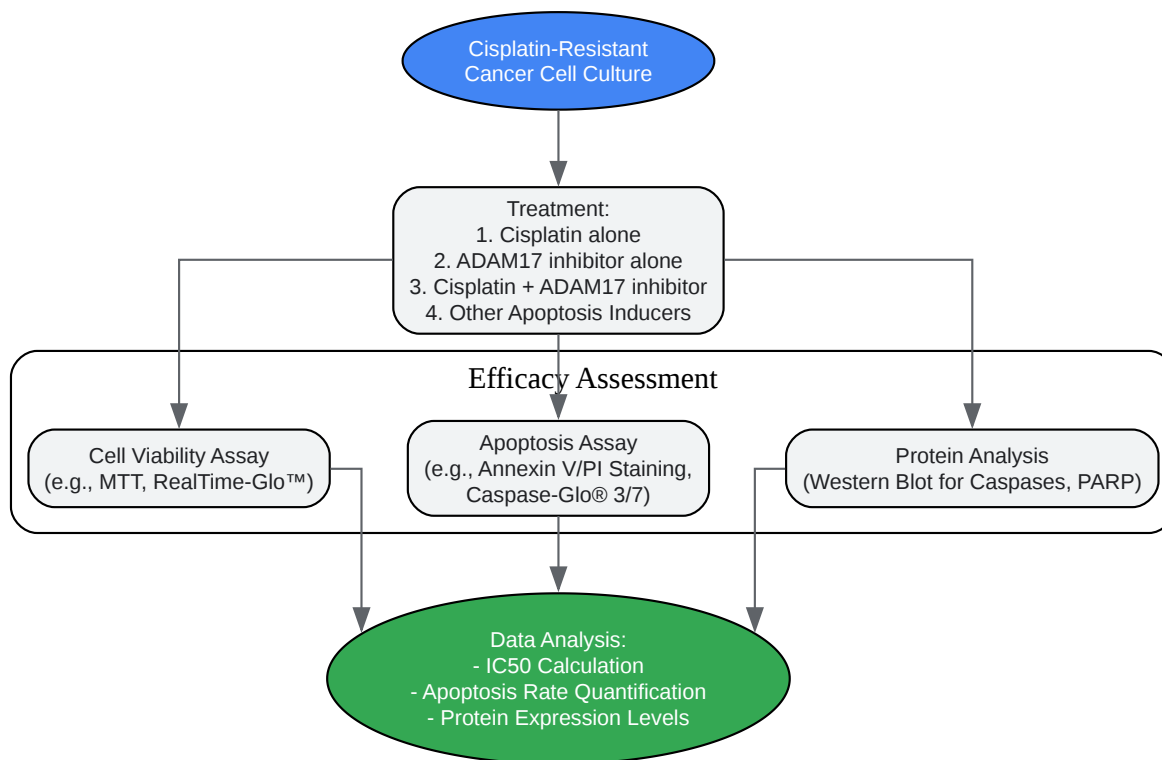 Cisplatin-Resistant
Cancer Cell Culture
Treatment:
1. Cisplatin alone
2. ADAM17 inhibitor alone
3. Cisplatin + ADAM17 inhibitor
4. Other Apoptosis Inducers
Efficacy Assessment
Cell Viability Assay
(e.g., MTT, RealTime-Glo™)
Apoptosis Assay
(e.g., Annexin V/PI Staining,
Caspase-Glo® 3/7)
Protein Analysis
(Western Blot for Caspases, PARP)
Data Analysis:
- IC50 Calculation
- Apoptosis Rate Quantification
- Protein Expression Levels